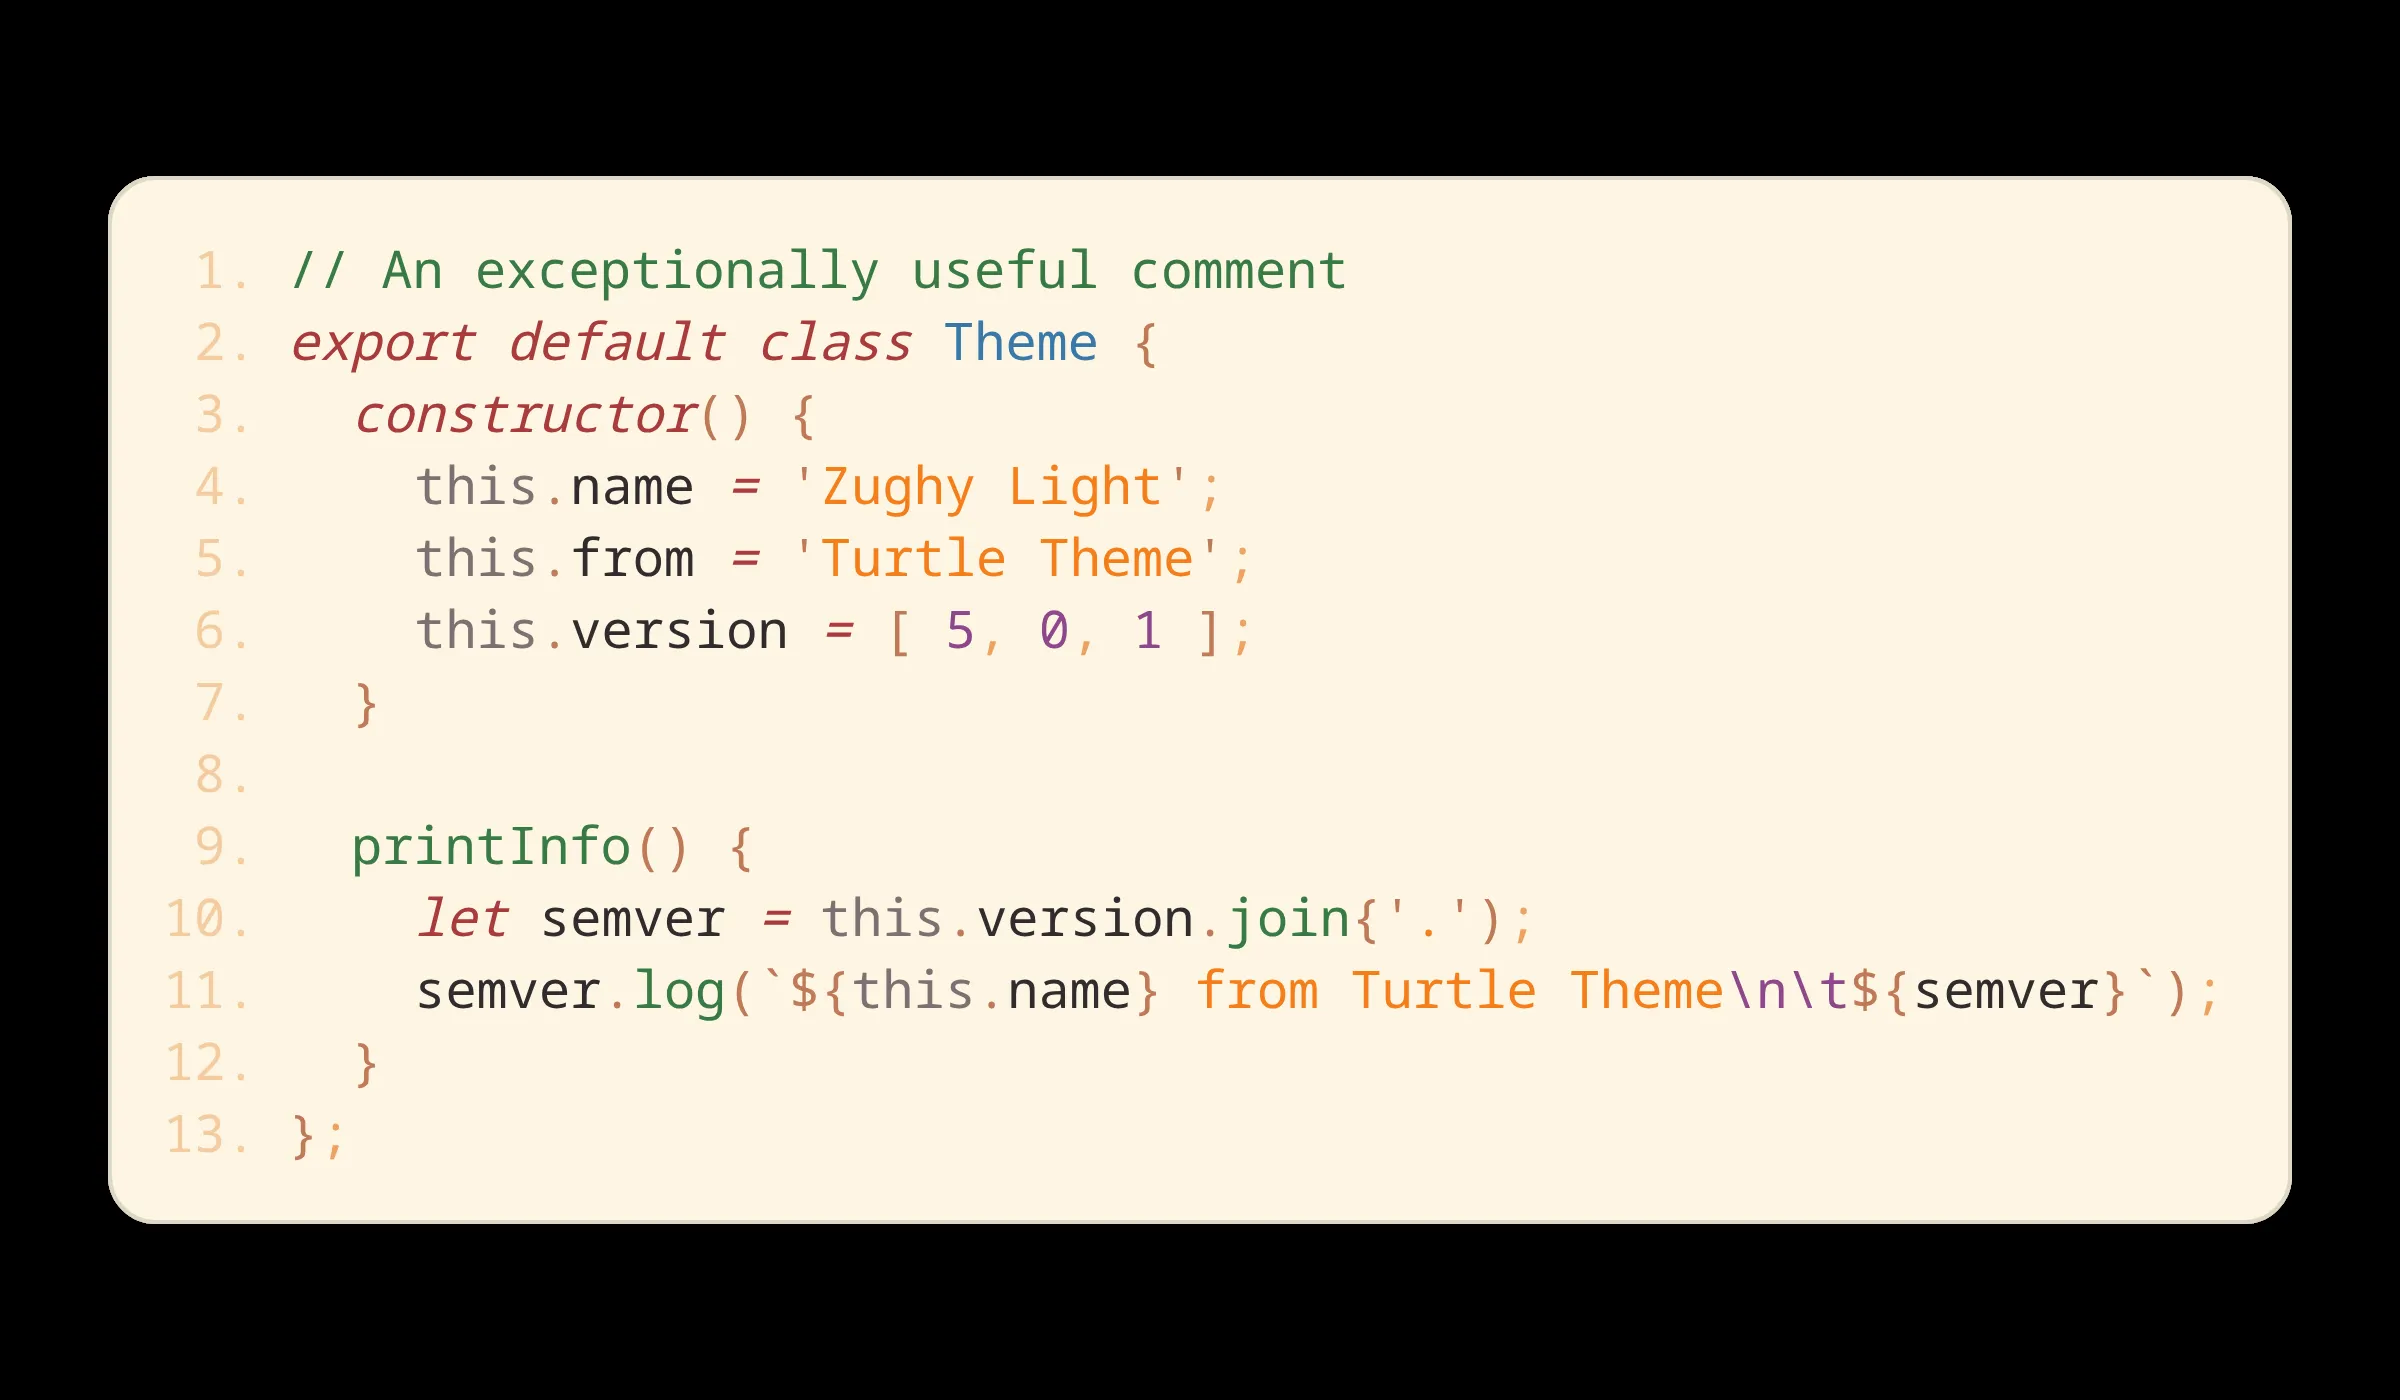 1. // An exceptionally useful comment
2. export default class Theme {
3.   constructor() {
4.     this.name = 'Zughy Light';
5.     this.from = 'Turtle Theme';
6.     this.version = [ 5, 0, 1 ];
7.   }
8.
9.   printInfo() {
10.     let semver = this.version.join{'.');
11.     semver.log(`${this.name} from Turtle Theme\n\t${semver}`);
12.   }
13. };